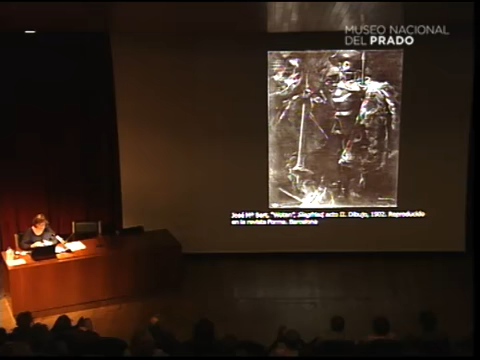 MUSEO NACIONAL
DEL PRADO
José Mª Sert, "Wotan", Siegfried, acto II. Dibujo, 1902. Reproducido
en la revista Forma. Barcelona